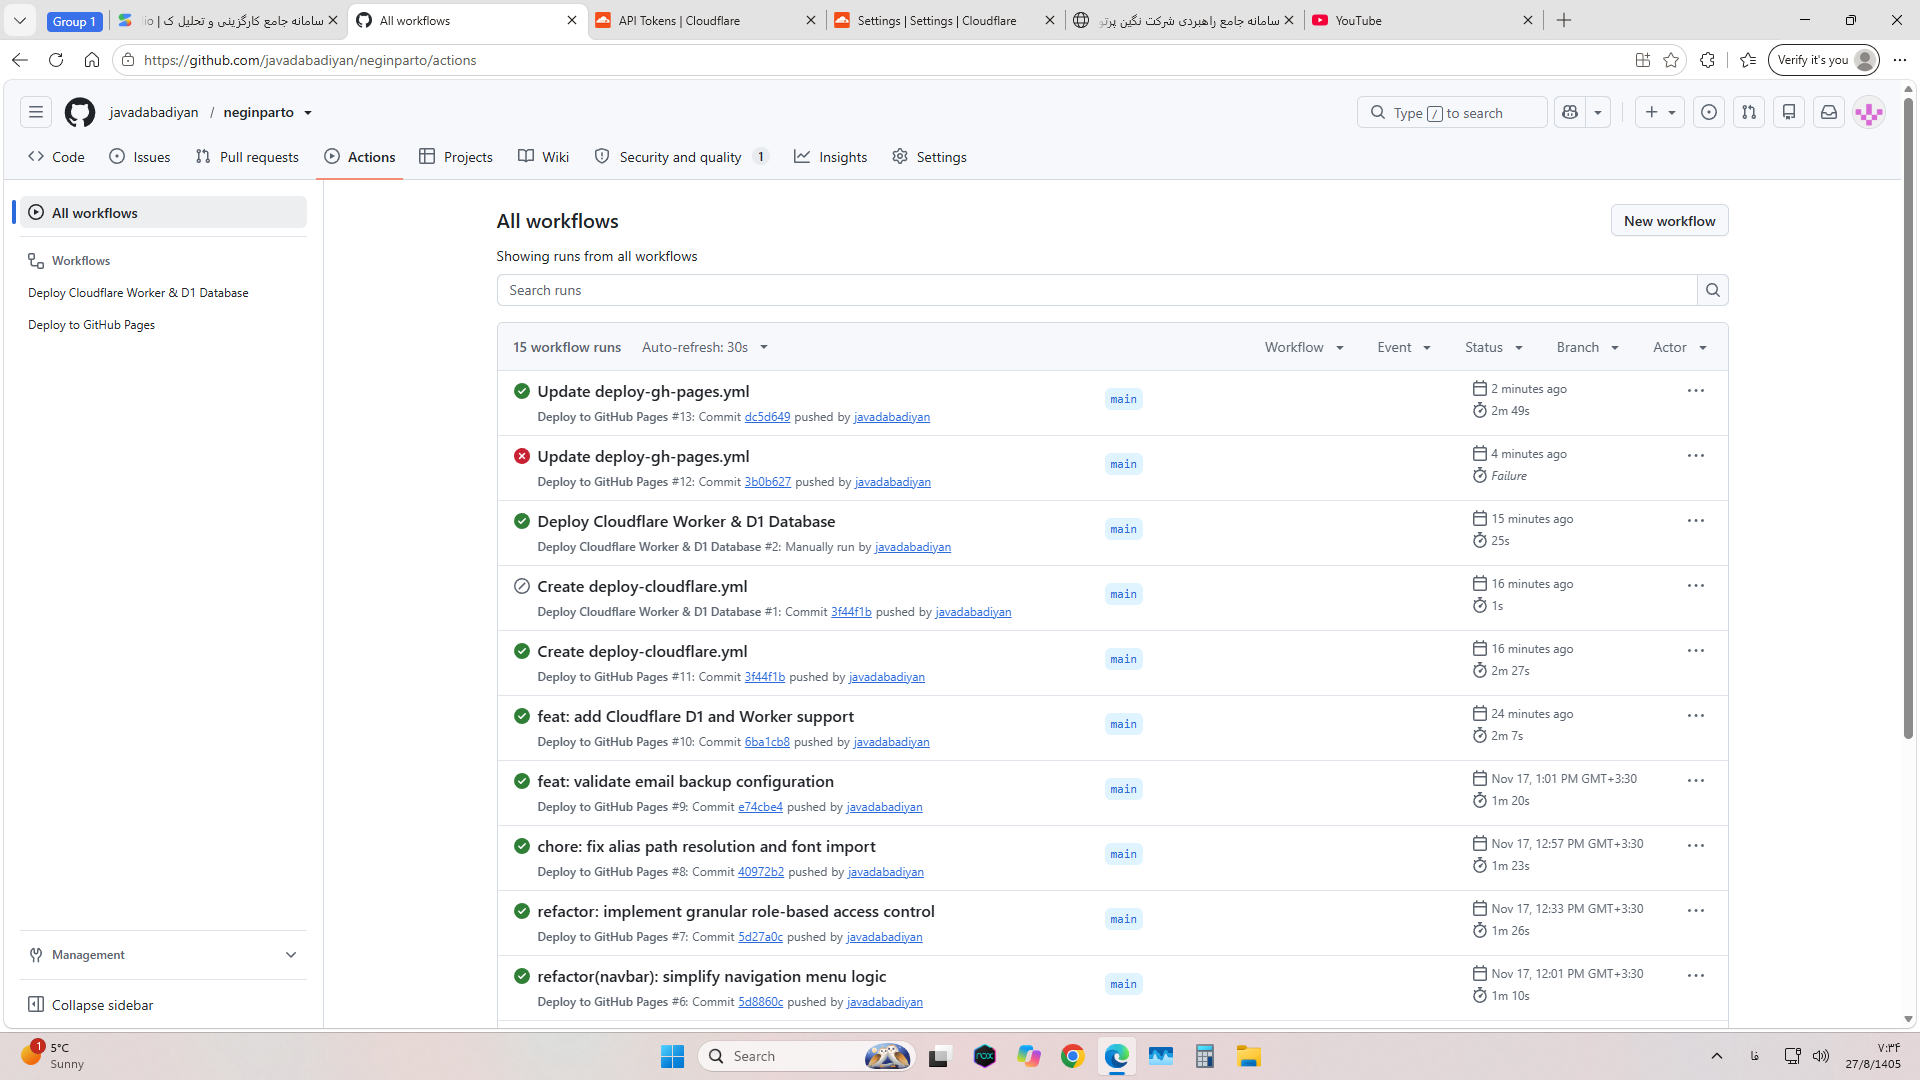 Group 1
سامانه جامع کارگزینی و تحلیل ک | lio
All workflows
API Tokens | Cloudflare
Settings | Settings | Cloudflare
سامانه جامع راهبردی شرکت نگین پرتو
YouTube
https://github.com/javadabadiyan/neginparto/actions
Verify it's you
javadabadiyan / neginparto
Type / to search
Code
Issues
Pull requests
Actions
Projects
Wiki
Security and quality 1
Insights
Settings
All workflows
Workflows
Deploy Cloudflare Worker & D1 Database
Deploy to GitHub Pages
Management
Collapse sidebar
All workflows
New workflow
Showing runs from all workflows
Search runs
15 workflow runs Auto-refresh: 30s Workflow Event Status Branch Actor
Update deploy-gh-pages.yml
Deploy to GitHub Pages #13: Commit dc5d649 pushed by javadabadiyan
main
2 minutes ago
2m 49s
Update deploy-gh-pages.yml
Deploy to GitHub Pages #12: Commit 3b0b627 pushed by javadabadiyan
main
4 minutes ago
Failure
Deploy Cloudflare Worker & D1 Database
Deploy Cloudflare Worker & D1 Database #2: Manually run by javadabadiyan
main
15 minutes ago
25s
Create deploy-cloudflare.yml
Deploy Cloudflare Worker & D1 Database #1: Commit 3f44f1b pushed by javadabadiyan
main
16 minutes ago
1s
Create deploy-cloudflare.yml
Deploy to GitHub Pages #11: Commit 3f44f1b pushed by javadabadiyan
main
16 minutes ago
2m 27s
feat: add Cloudflare D1 and Worker support
Deploy to GitHub Pages #10: Commit 6ba1cb8 pushed by javadabadiyan
main
24 minutes ago
2m 7s
feat: validate email backup configuration
Deploy to GitHub Pages #9: Commit e74cbe4 pushed by javadabadiyan
main
Nov 17, 1:01 PM GMT+3:30
1m 20s
chore: fix alias path resolution and font import
Deploy to GitHub Pages #8: Commit 40972b2 pushed by javadabadiyan
main
Nov 17, 12:57 PM GMT+3:30
1m 23s
refactor: implement granular role-based access control
Deploy to GitHub Pages #7: Commit 5d27a0c pushed by javadabadiyan
main
Nov 17, 12:33 PM GMT+3:30
1m 26s
refactor(navbar): simplify navigation menu logic
Deploy to GitHub Pages #6: Commit 5d8860c pushed by javadabadiyan
main
Nov 17, 12:01 PM GMT+3:30
1m 10s
1
5°C
Sunny
Search
nox
فا
۷:۳۴
27/8/1405